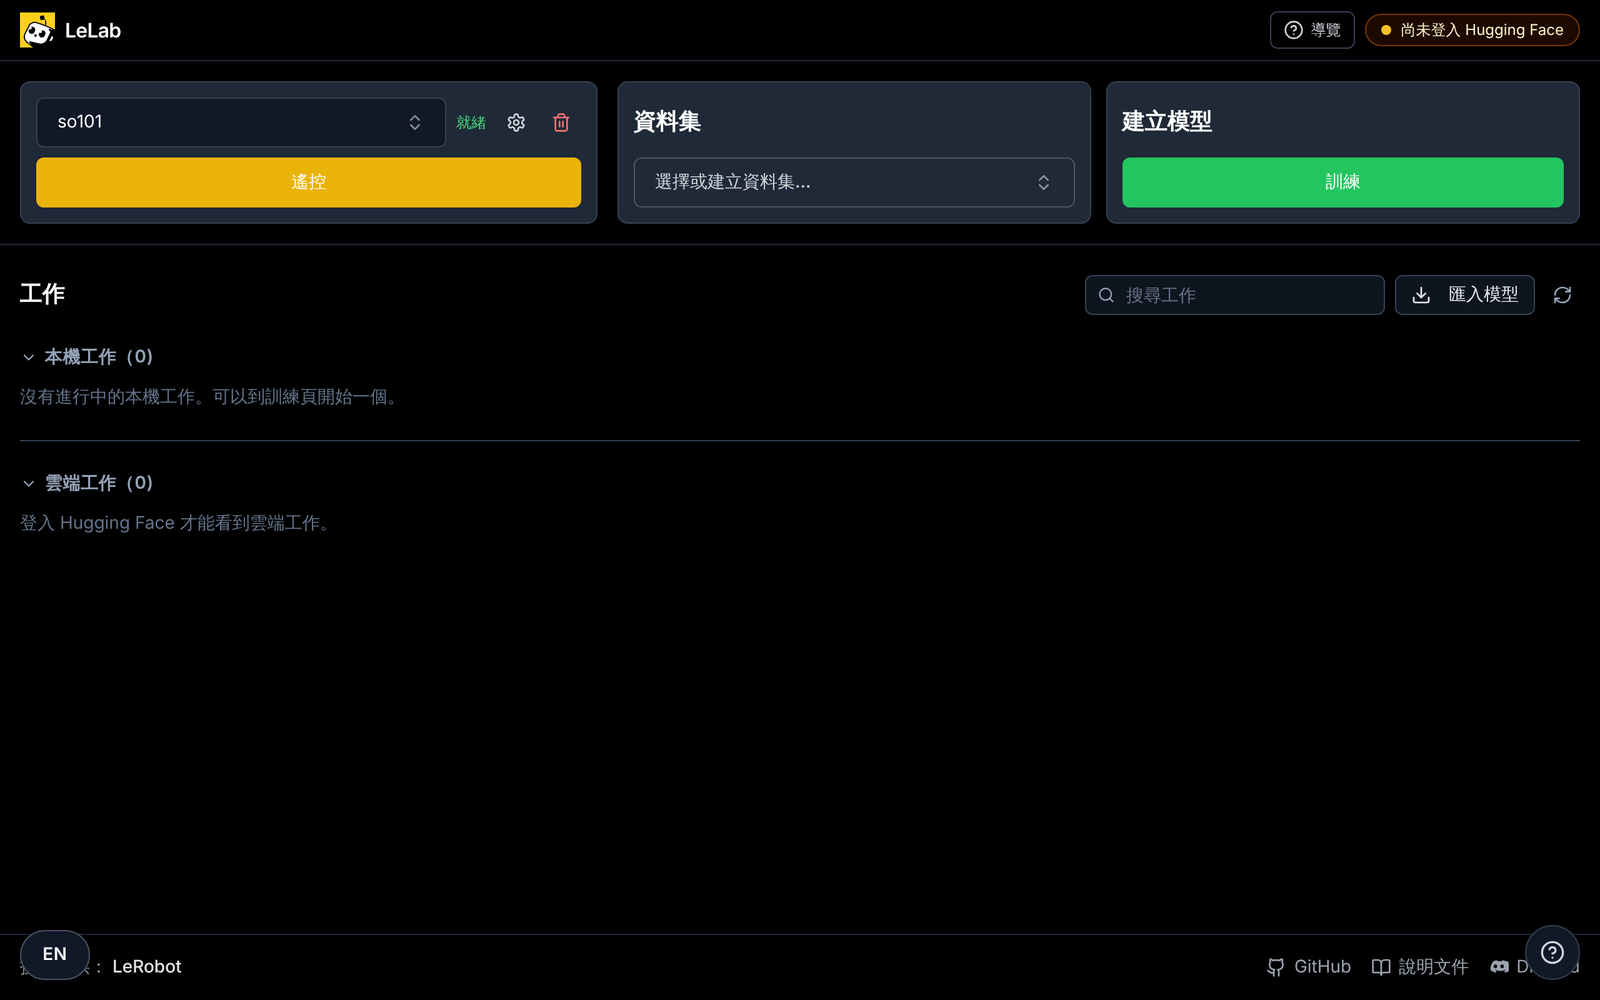 LeLab
導覽
尚未登入 Hugging Face
so101
就緒
遙控
資料集
選擇或建立資料集...
建立模型
訓練
工作
搜尋工作
匯入模型
本機工作（0）
沒有進行中的本機工作。可以到訓練頁開始一個。
雲端工作（0）
登入 Hugging Face 才能看到雲端工作。
EN
： LeRobot
GitHub
說明文件